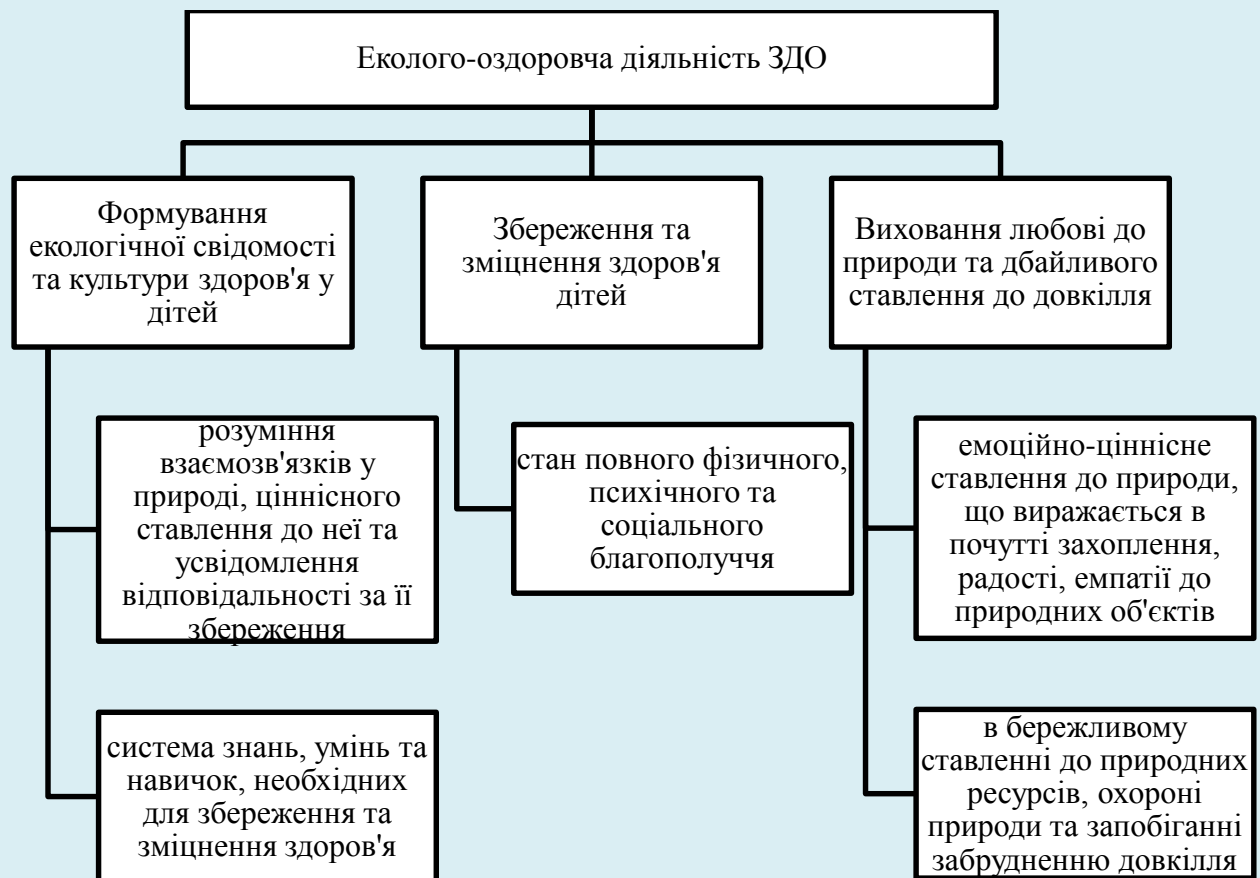 Еколого-оздоровча діяльність ЗДО
Формування
екологічної свідомості
та культури здоров'я у
дітей
Збереження та
зміцнення здоров'я
дітей
Виховання любові до
природи та дбайливого
ставлення до довкілля
розуміння
взаємозв'язків у
природі, ціннісного
ставлення до неї та
усвідомлення
відповідальності за її
збереження
стан повного фізичного,
психічного та
соціального
благополуччя
емоційно-ціннісне
ставлення до природи,
що виражається в
почутті захоплення,
радості, емпатії до
природних об'єктів
система знань, умінь та
навичок, необхідних
для збереження та
зміцнення здоров'я
в бережливому
ставленні до природних
ресурсів, охороні
природи та запобіганні
забрудненню довкілля